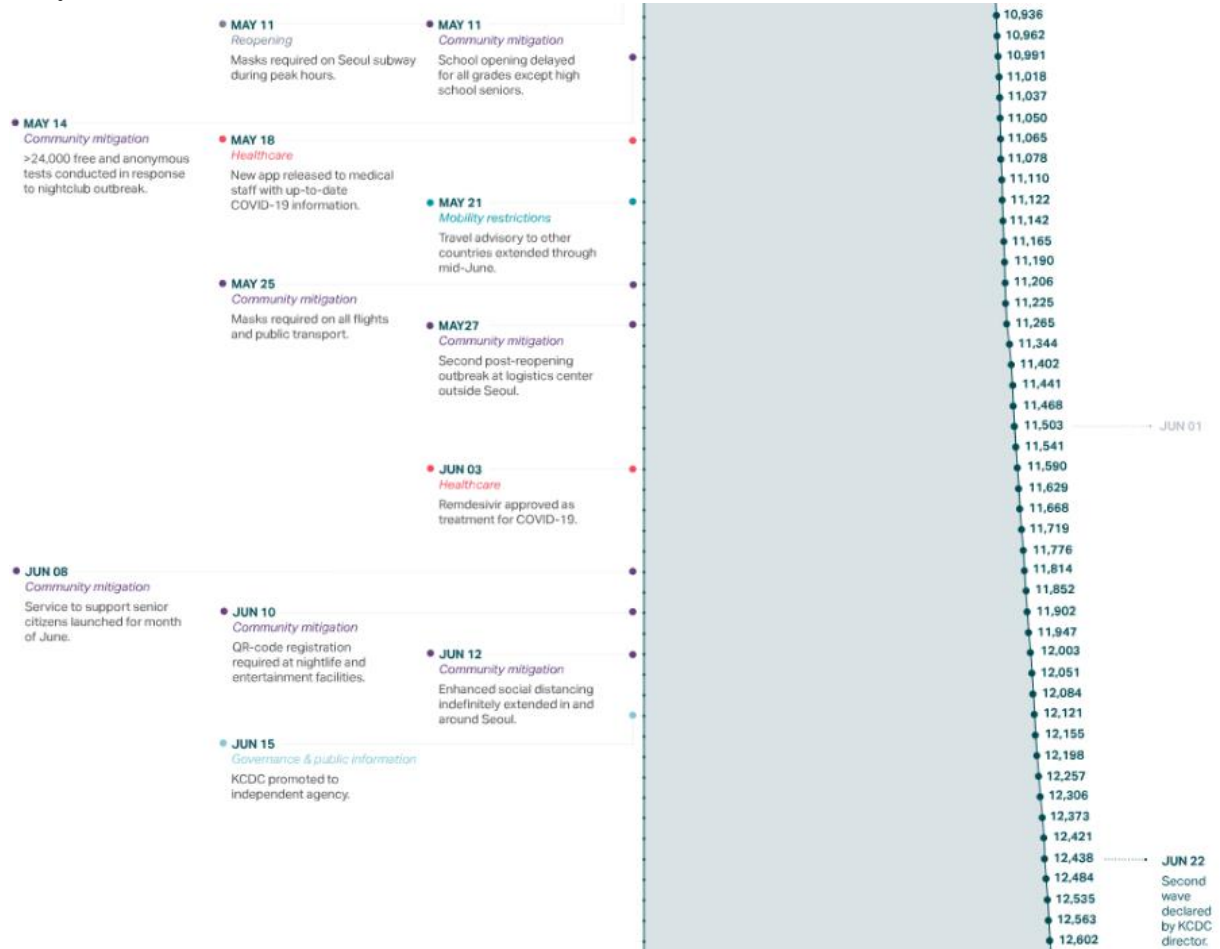 MAY 11
Reopening
Masks required on Seoul subway
during peak hours.
MAY 11
Community mitigation
School opening delayed
for all grades except high
school seniors.
MAY 14
Community mitigation
>24,000 free and anonymous
tests conducted in response
to nightclub outbreak.
MAY 18
Healthcare
New app released to medical
staff with up-to-date
COVID-19 information.
MAY 21
Mobility restrictions
Travel advisory to other
countries extended through
mid-June.
MAY 25
Community mitigation
Masks required on all flights
and public transport.
MAY27
Community mitigation
Second post-reopening
outbreak at logistics center
outside Seoul.
JUN 03
Healthcare
Remdesivir approved as
treatment for COVID-19.
JUN 08
Community mitigation
Service to support senior
citizens launched for month
of June.
JUN 10
Community mitigation
QR-code registration
required at nightlife and
entertainment facilities.
JUN 12
Community mitigation
Enhanced social distancing
indefinitely extended in and
around Seoul.
JUN 15
Governance & public information
KCDC promoted to
independent agency.
10,936
10,962
10,991
11,018
11,037
11,050
11,065
11,078
11,110
11,122
11,142
11,165
11,190
11,206
11,225
11,265
11,344
11,402
11,441
11,468
11,503
JUN 01
11,541
11,590
11,629
11,668
11,719
11,776
11,814
11,852
11,902
11,947
12,003
12,051
12,084
12,121
12,155
12,198
12,257
12,306
12,373
12,421
12,438
JUN 22
Second
wave
declared
by KCDC
director.
12,484
12,535
12,563
12,602